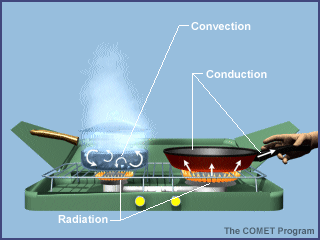 Convection
Conduction
Radiation
The COMET Program